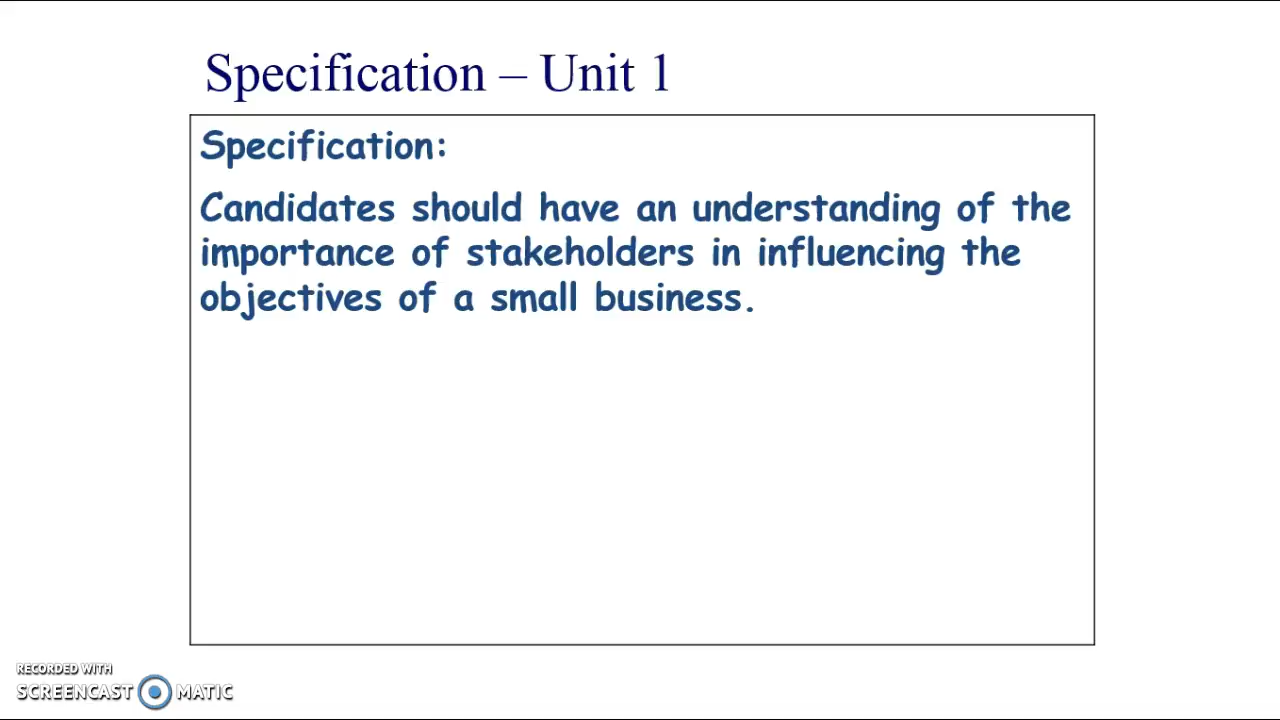 Specification – Unit 1
Specification:
Candidates should have an understanding of the
importance of stakeholders in influencing the
objectives of a small business.
RECORDED WITH
SCREENCAST MATIC